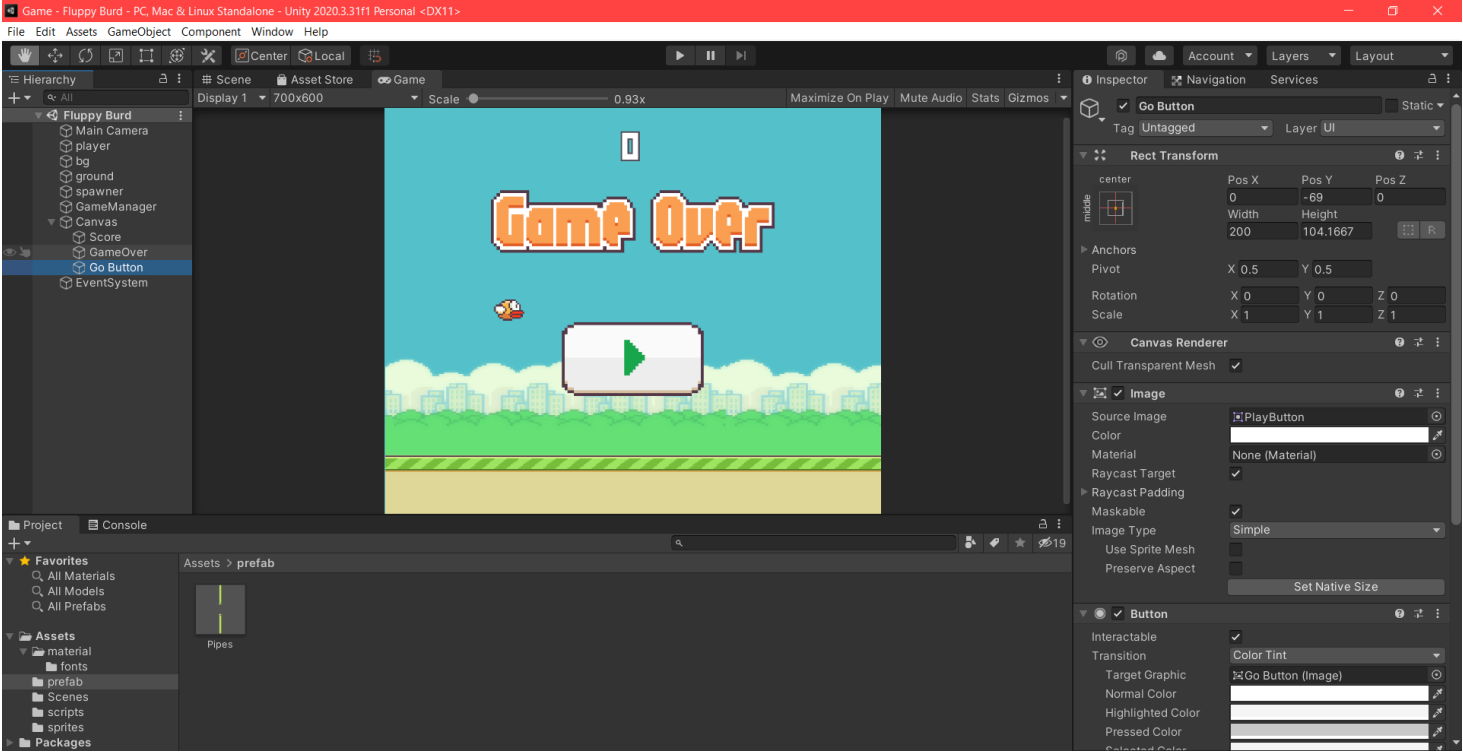 Game - Fluppy Burd - PC, Mac & Linux Standalone - Unity 2020.3.31f1 Personal <DX11>
File Edit Assets GameObject Component Window Help
Center Local Account Layers Layout
Hierarchy
All
Fluppy Burd
Main Camera
player
bg
ground
spawner
GameManager
Canvas
Score
GameOver
Go Button
EventSystem
Scene Asset Store Game
Display 1 700x600 Scale 0.93x Maximize On Play Mute Audio Stats Gizmos
0
Game Over
Inspector Navigation Services
Go Button Static
Tag Untagged Layer UI
Rect Transform
center
middle
Pos X Pos Y Pos Z
0 -69 0
Width Height
200 104.1667 R
Anchors
Pivot X 0.5 Y 0.5
Rotation X 0 Y 0 Z 0
Scale X 1 Y 1 Z 1
Canvas Renderer
Cull Transparent Mesh
Image
Source Image PlayButton
Color
Material None (Material)
Raycast Target
Raycast Padding
Maskable
Image Type Simple
Use Sprite Mesh
Preserve Aspect
Set Native Size
Button
Interactable
Transition Color Tint
Target Graphic Go Button (Image)
Normal Color
Highlighted Color
Pressed Color
Selected Color
Project Console
19
Favorites
All Materials
All Models
All Prefabs
Assets
material
fonts
prefab
Scenes
scripts
sprites
Packages
Assets > prefab
Pipes